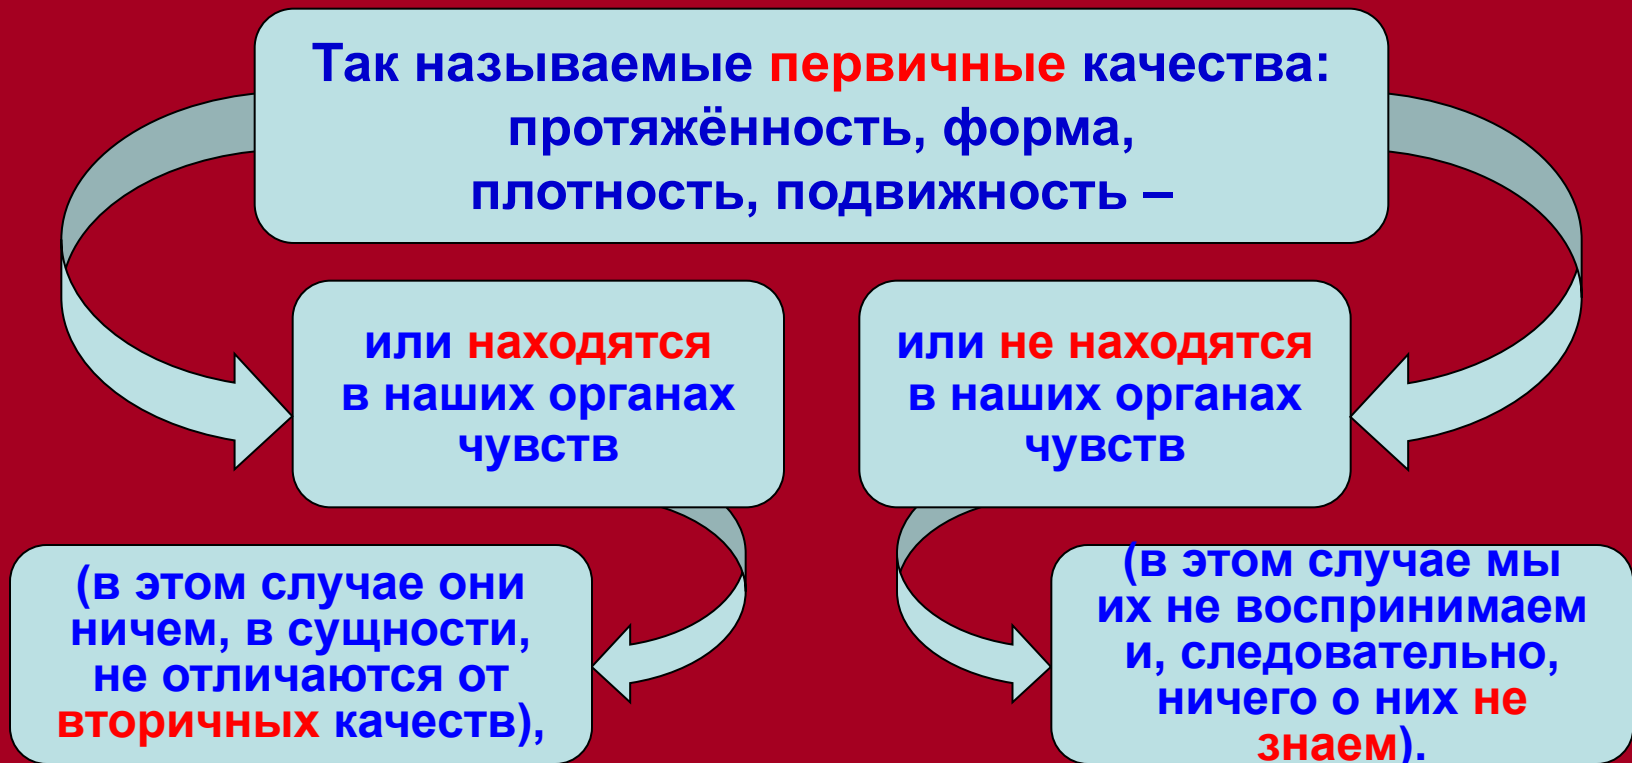 Так называемые первичные качества:
протяжённость, форма,
плотность, подвижность –
или находятся
в наших органах
чувств
или не находятся
в наших органах
чувств
(в этом случае они
ничем, в сущности,
не отличаются от
вторичных качеств),
(в этом случае мы
их не воспринимаем
и, следовательно,
ничего о них не
знаем).